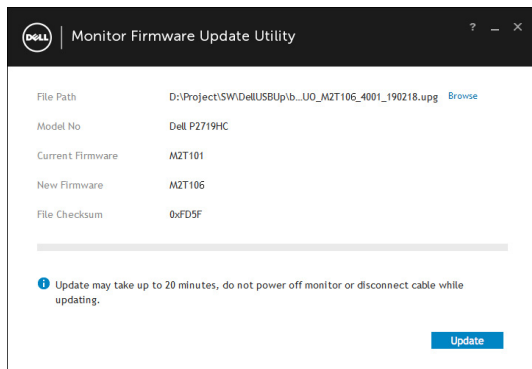 DELL Monitor Firmware Update Utility ? _ X
File Path D:\Project\SW\DellUSBUp\b...UO_M2T106_4001_190218.upg Browse
Model No Dell P2719HC
Current Firmware M2T101
New Firmware M2T106
File Checksum 0xFD5F
Update may take up to 20 minutes, do not power off monitor or disconnect cable while
updating.
Update